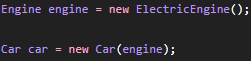 Engine engine = new ElectricEngine();
Car car = new Car(engine);